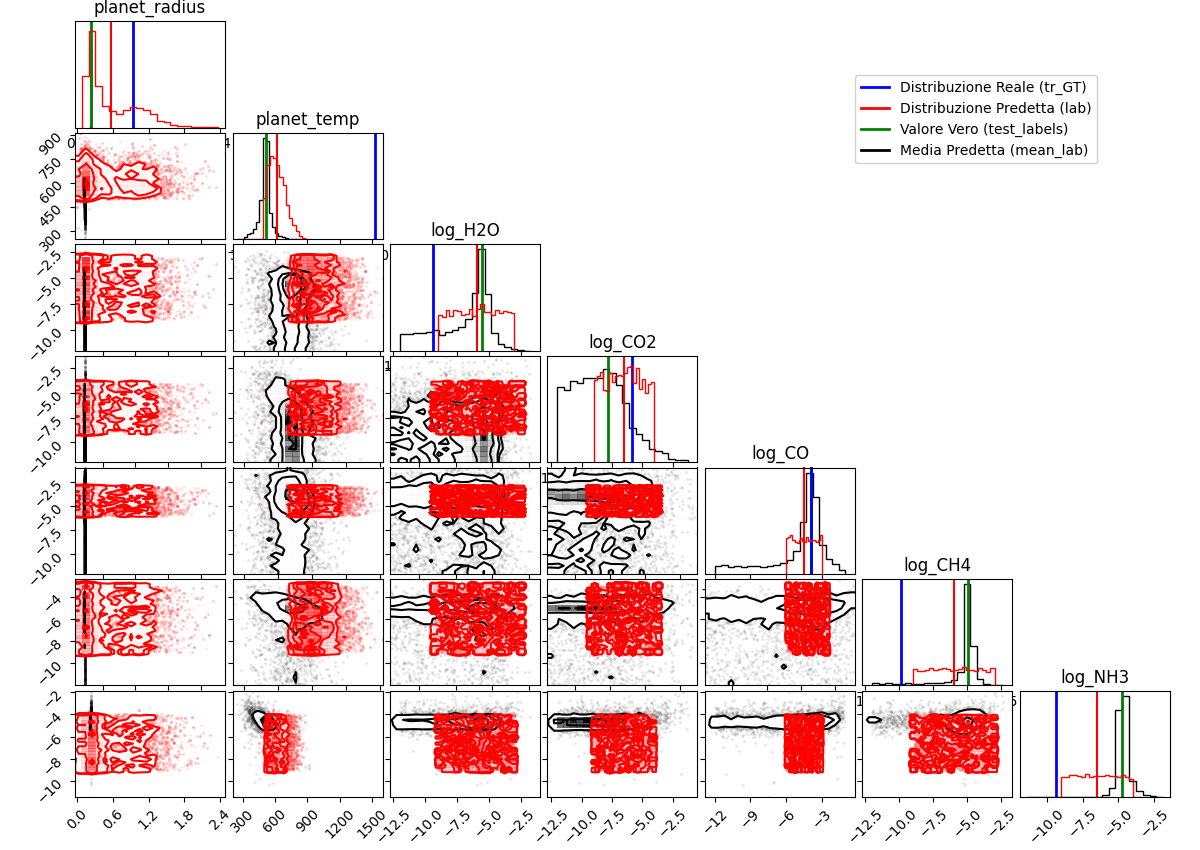 planet_radius
planet_temp
log_H2O
log_CO2
log_CO
log_CH4
log_NH3
Distribuzione Reale (tr_GT)
Distribuzione Predetta (lab)
Valore Vero (test_labels)
Media Predetta (mean_lab)
900
750
600
450
300
−2.5
−5.0
−7.5
−10.0
−2.5
−5.0
−7.5
−10.0
−2.5
−5.0
−7.5
−10.0
−4
−6
−8
−10
−2
−4
−6
−8
−10
0.0 0.6 1.2 1.8 2.4
300 600 900 1200 1500
−12.5 −10.0 −7.5 −5.0 −2.5
−12.5 −10.0 −7.5 −5.0 −2.5
−12 −9 −6 −3
−12.5 −10.0 −7.5 −5.0 −2.5
−10.0 −7.5 −5.0 −2.5